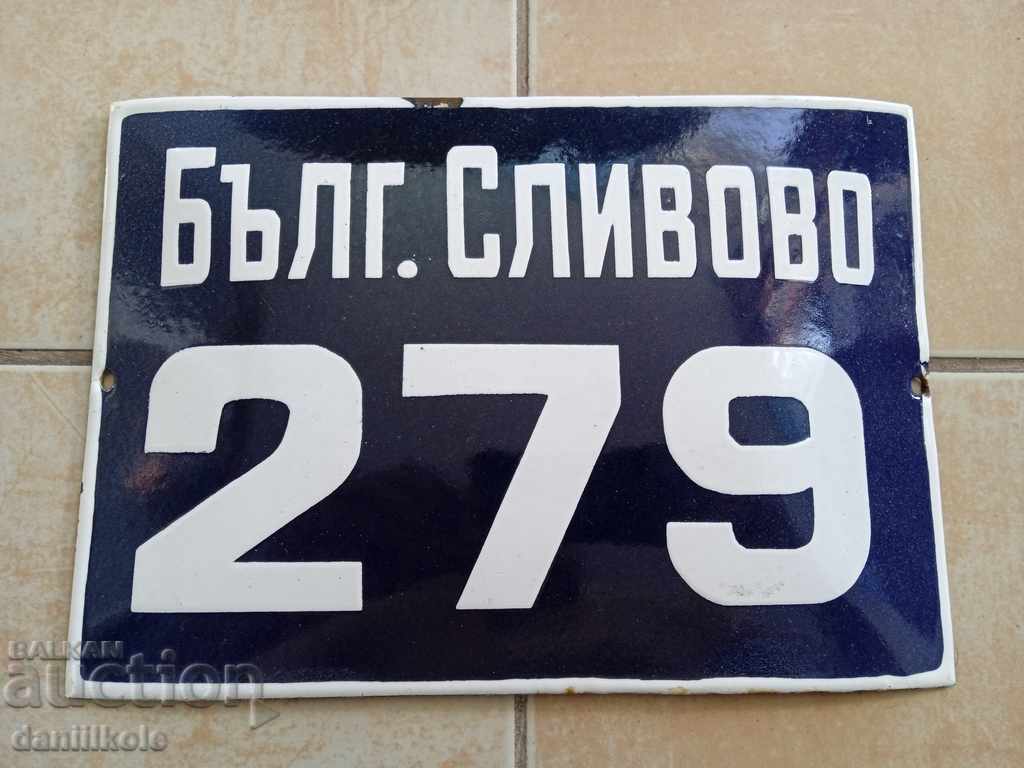 Бълг. Сливово
279
BALKAN
auction
daniilkole